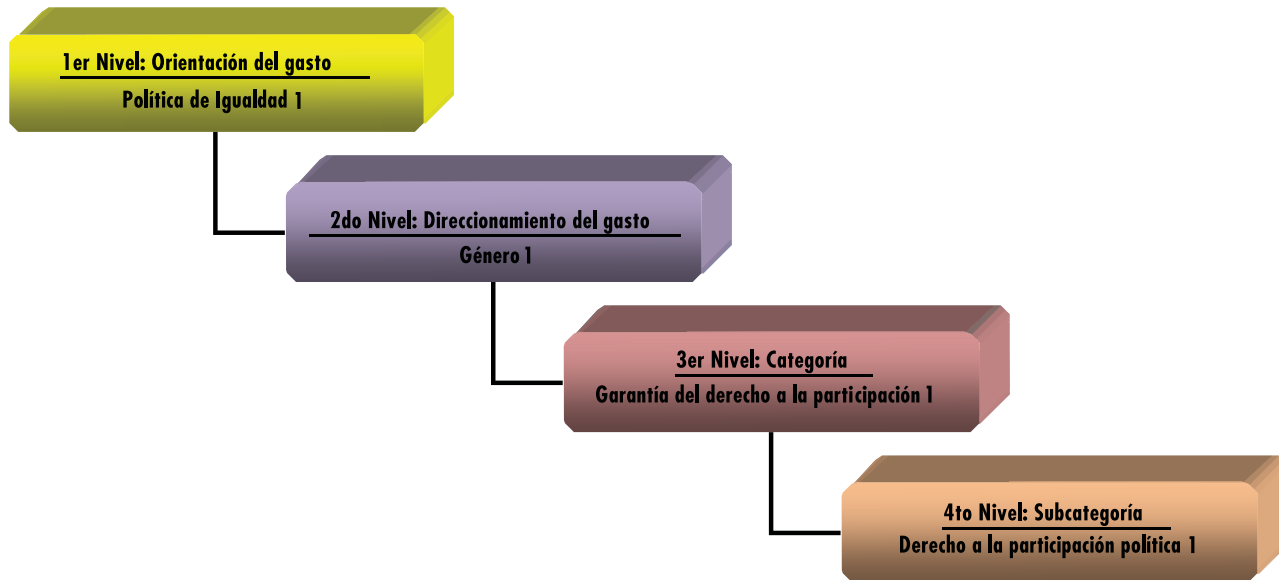 1er Nivel: Orientación del gasto
Política de Igualdad 1
2do Nivel: Direccionamiento del gasto
Género 1
3er Nivel: Categoría
Garantía del derecho a la participación 1
4to Nivel: Subcategoría
Derecho a la participación política 1